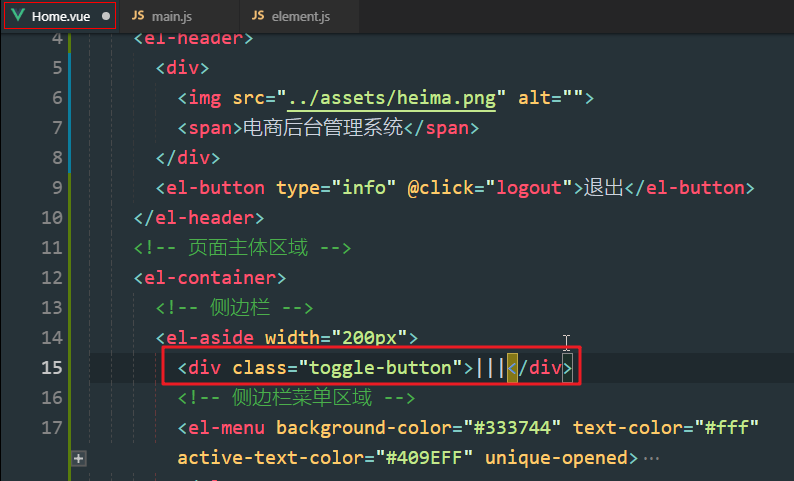 Home.vue JS main.js JS element.js
4 <el-header>
5 <div>
6 <img src="../assets/heima.png" alt="">
7 <span>电商后台管理系统</span>
8 </div>
9 <el-button type="info" @click="logout">退出</el-button>
10 </el-header>
11 <!-- 页面主体区域 -->
12 <el-container>
13 <!-- 侧边栏 -->
14 <el-aside width="200px">
15 <div class="toggle-button">|||</div>
16 <!-- 侧边栏菜单区域 -->
17 <el-menu background-color="#333744" text-color="#fff"
active-text-color="#409EFF" unique-opened>⋯